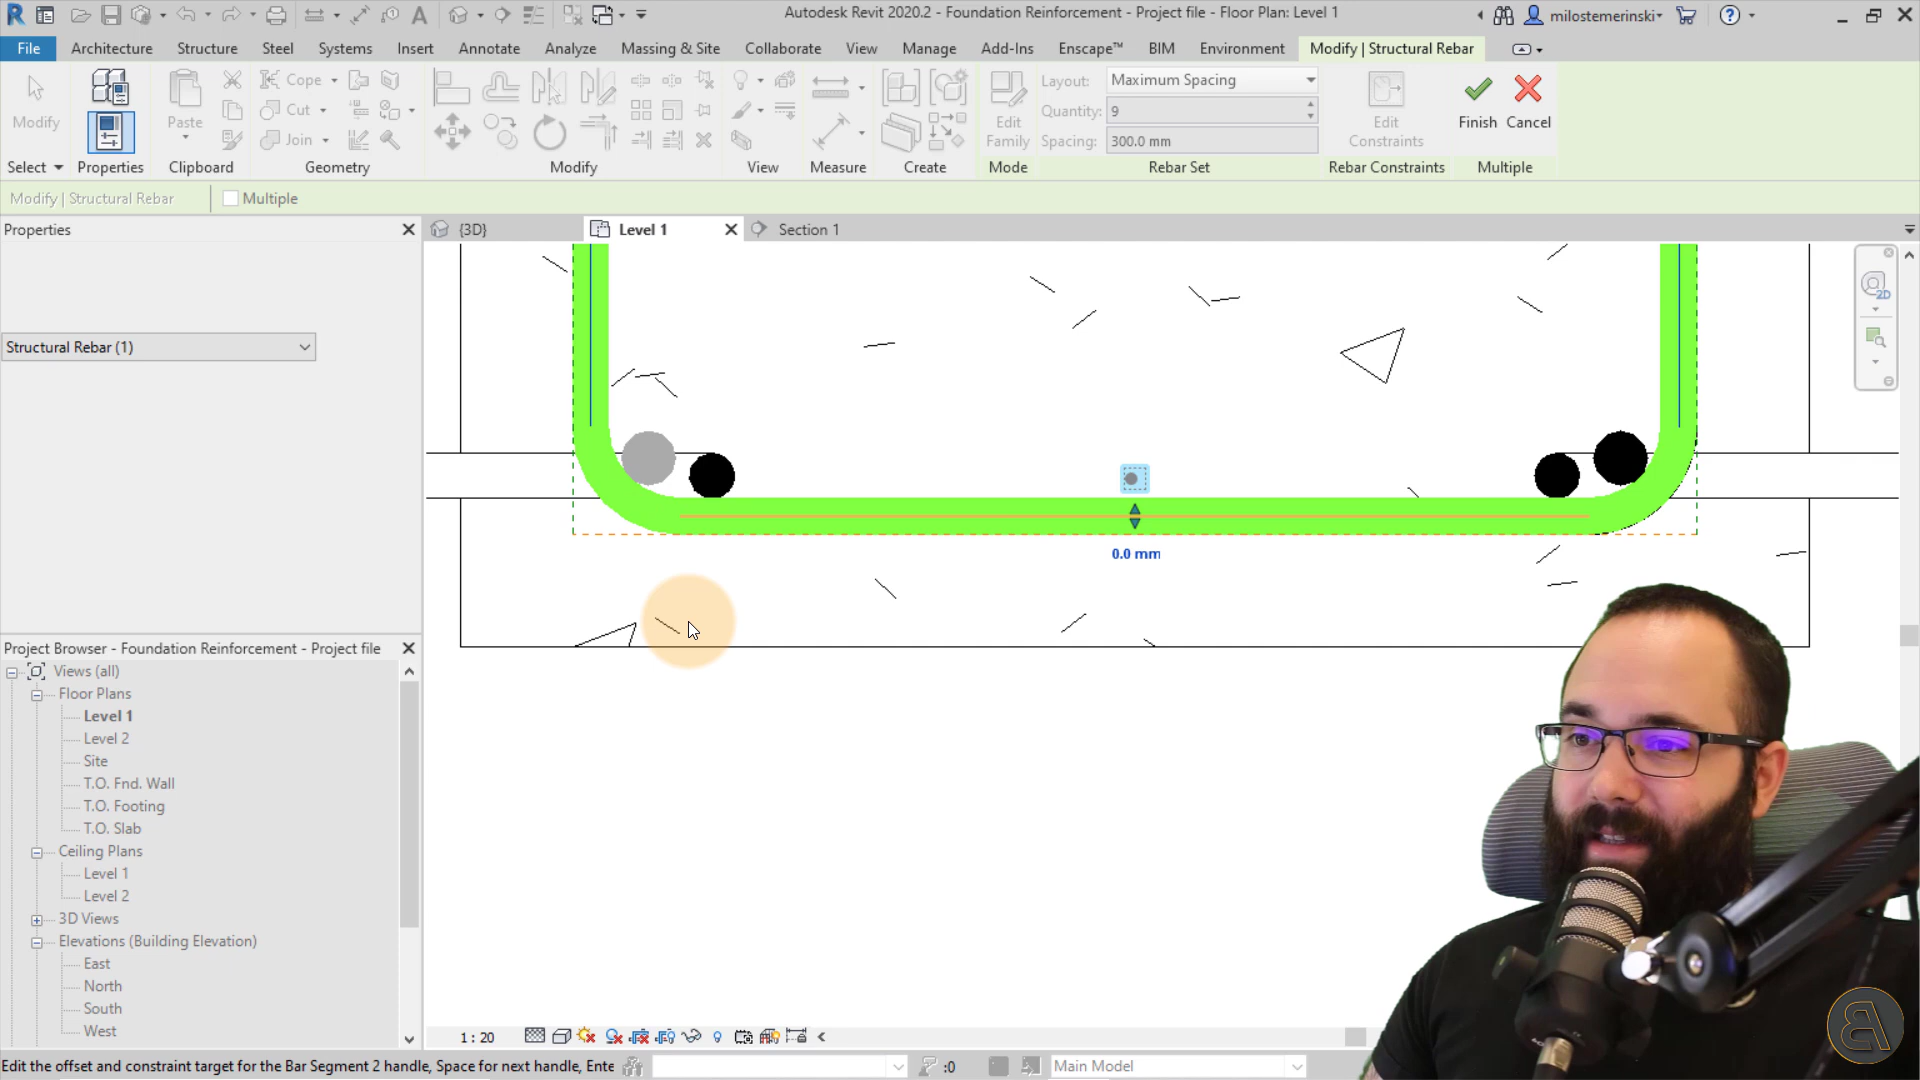 Autodesk Revit 2020.2 - Foundation Reinforcement - Project file - Floor Plan: Level 1
milostemerinski
File Architecture Structure Steel Systems Insert Annotate Analyze Massing & Site Collaborate View Manage Add-Ins Enscape™ BIM Environment Modify | Structural Rebar
Cope
Layout: Maximum Spacing
Modify
Paste
Cut
Quantity: 9
Edit Family
Edit Constraints
Finish Cancel
Join
Spacing: 300.0 mm
Select Properties Clipboard Geometry Modify View Measure Create Mode Rebar Set Rebar Constraints Multiple
Modify | Structural Rebar Multiple
Properties
{3D} Level 1 Section 1
2D
Structural Rebar (1)
0.0 mm
Project Browser - Foundation Reinforcement - Project file
Views (all)
Floor Plans
Level 1
Level 2
Site
T.O. Fnd. Wall
T.O. Footing
T.O. Slab
Ceiling Plans
Level 1
Level 2
3D Views
Elevations (Building Elevation)
East
North
South
West
1 : 20
Edit the offset and constraint target for the Bar Segment 2 handle, Space for next handle, Ente
:0
Main Model